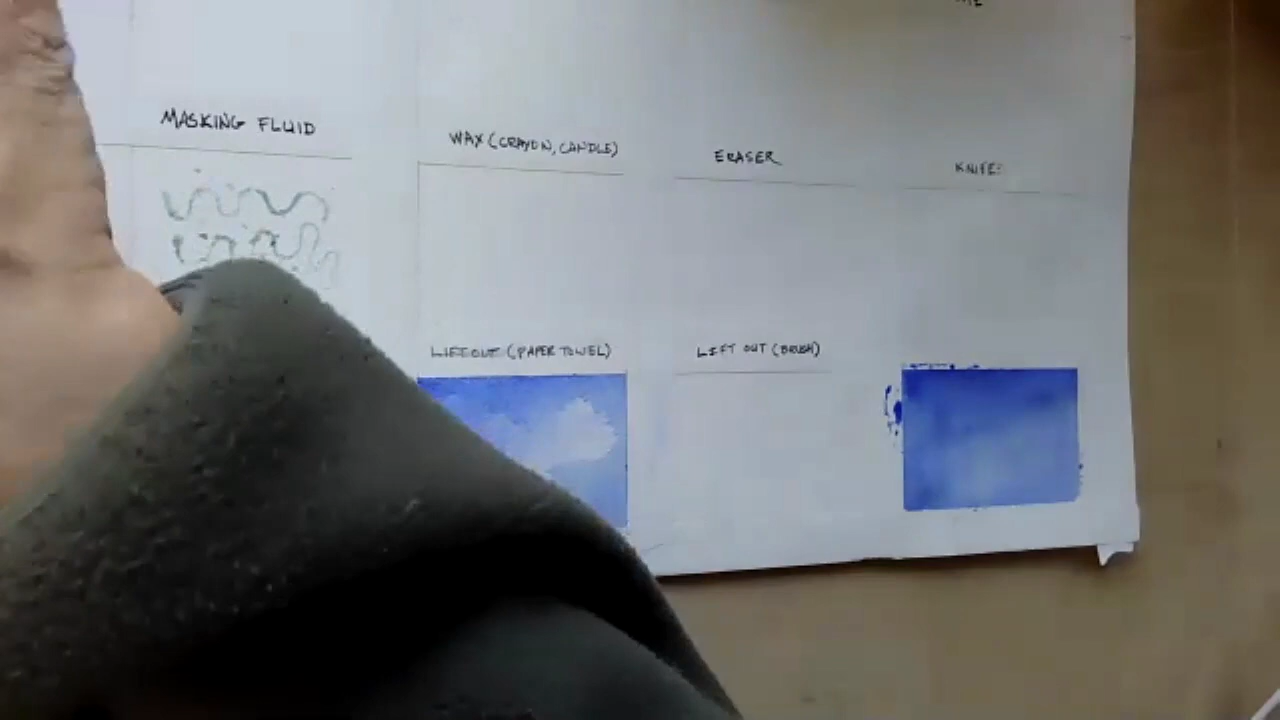 MASKING FLUID
WAX (CRAYON, CANDLE)
ERASER
KNIFE:
LIFT OUT (PAPER TOWEL)
LIFT OUT (BRUSH)